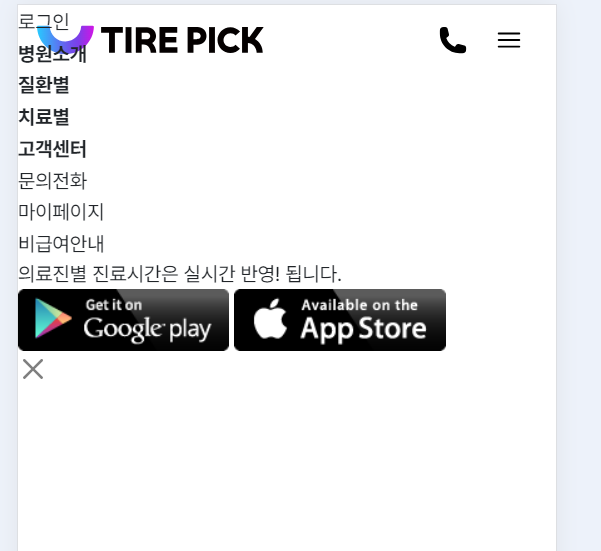 로그인
TIRE PICK
병원소개
질환별
치료별
고객센터
문의전화
마이페이지
비급여안내
의료진별 진료시간은 실시간 반영! 됩니다.
Get it on
Google play
Available on the
App Store